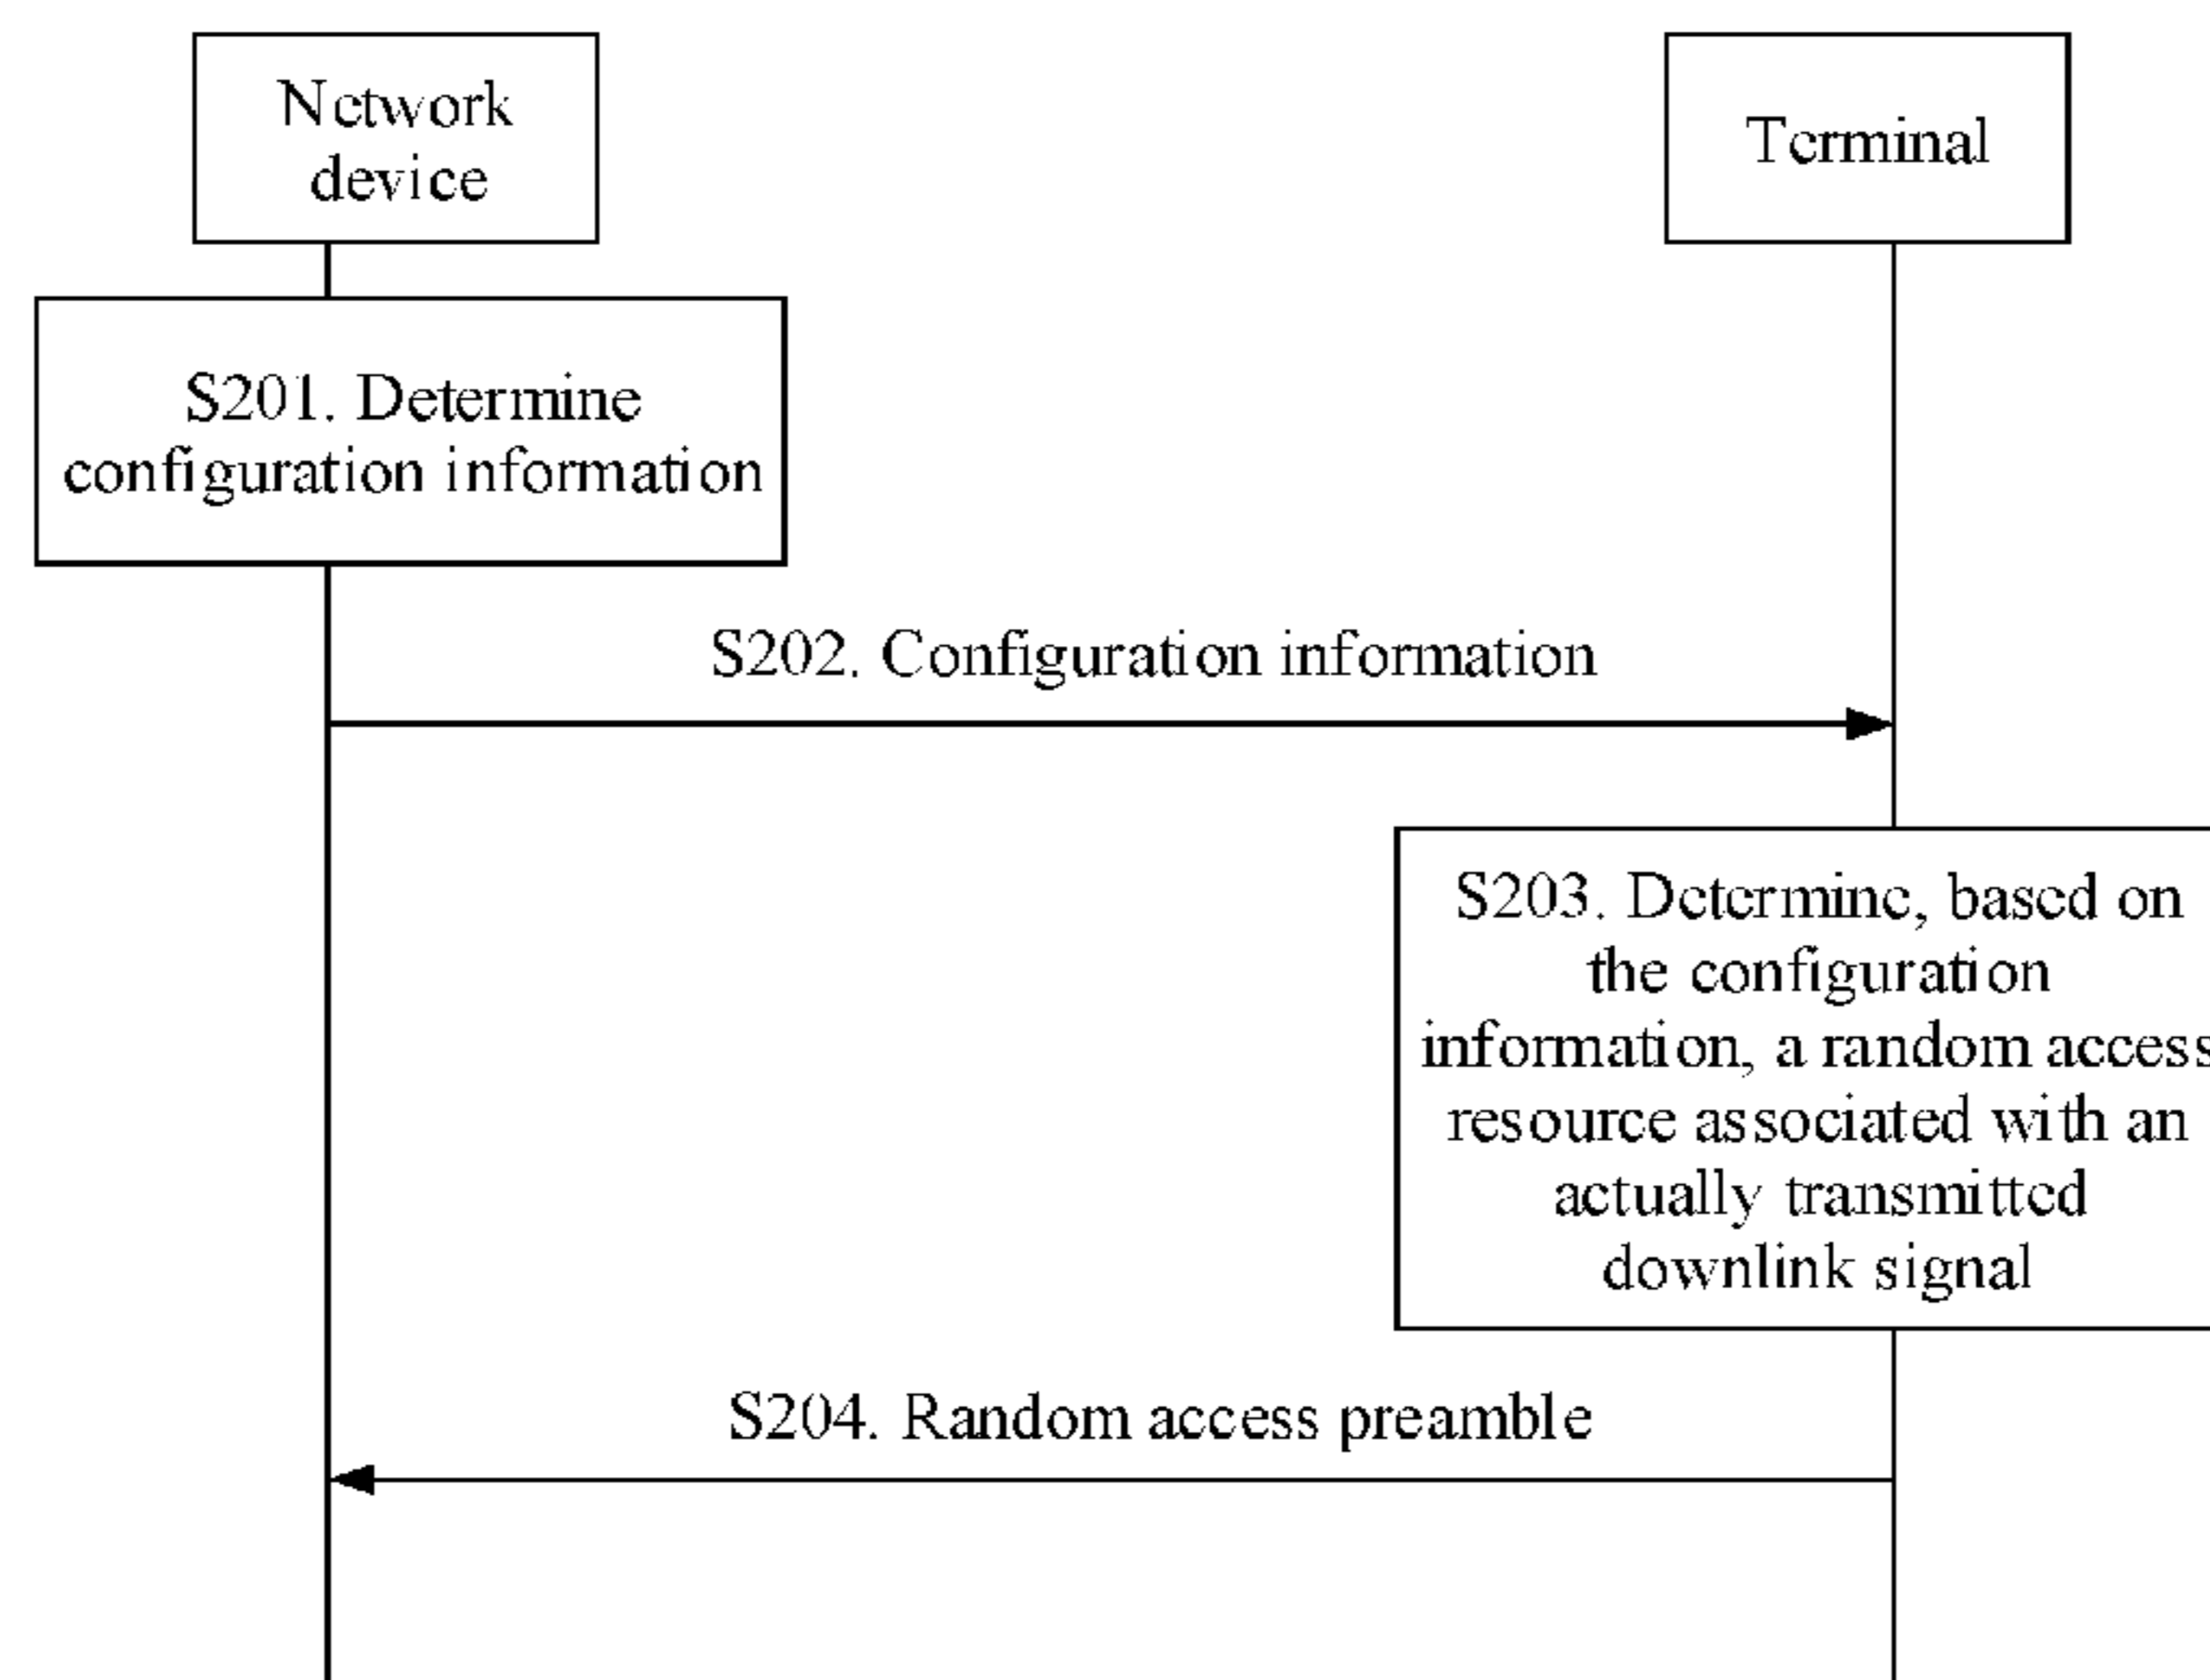 Network
device
Terminal
S201. Determine
configuration information
S202. Configuration information
S203. Determine, based on
the configuration
information, a random access
resource associated with an
actually transmitted
downlink signal
S204. Random access preamble